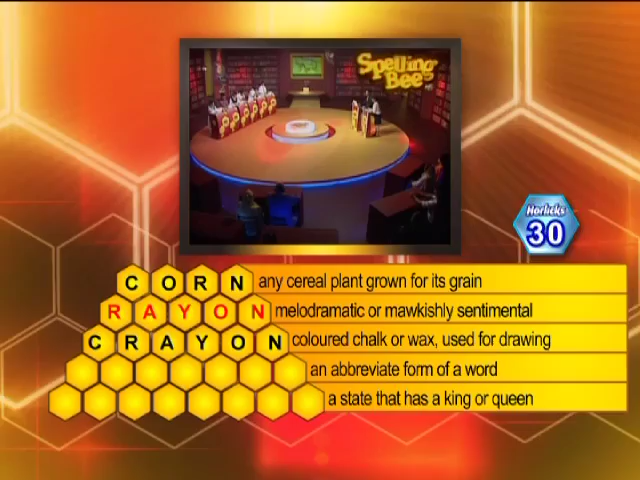 Spelling
Bee
Horlicks
30
CORN any cereal plant grown for its grain
RAYON melodramatic or mawkishly sentimental
CRAYON coloured chalk or wax, used for drawing
an abbreviate form of a word
a state that has a king or queen